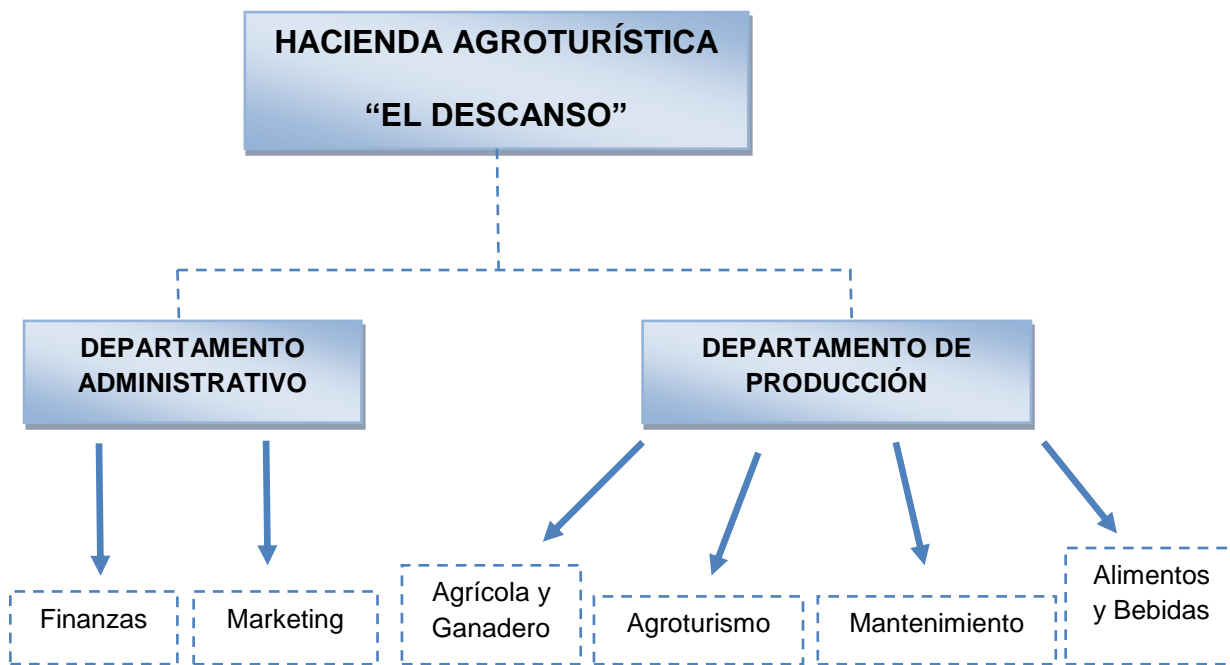 HACIENDA AGROTURÍSTICA
“EL DESCANSO”
DEPARTAMENTO
ADMINISTRATIVO
DEPARTAMENTO DE
PRODUCCIÓN
Finanzas
Marketing
Agrícola y
Ganadero
Agroturismo
Mantenimiento
Alimentos
y Bebidas